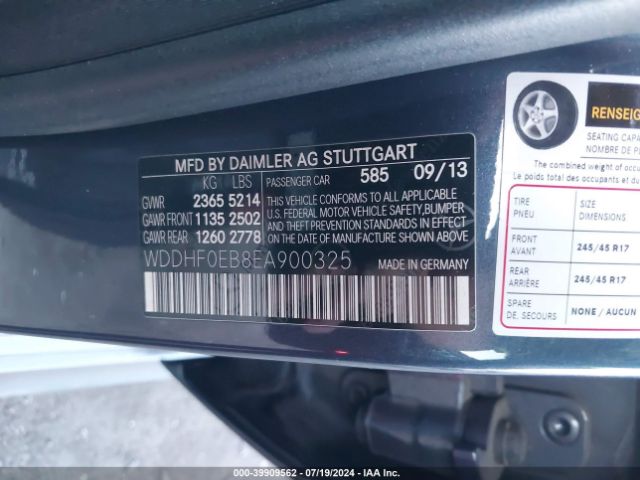 MFD BY DAIMLER AG STUTTGART
KG LBS PASSENGER CAR 585 09/13
GVWR 2365 5214
GAWR FRONT 1135 2502
GAWR REAR 1260 2778
THIS VEHICLE CONFORMS TO ALL APPLICABLE
U.S. FEDERAL MOTOR VEHICLE SAFETY, BUMPER
AND THEFT PREVENTION STANDARDS IN EFFECT
ON THE DATE OF MANUFACTURE SHOWN ABOVE.
WDDHF0EB8EA900325 MADE IN GERMANY
RENSEIG
SEATING CAPA
NOMBRE DE PL
The combined weight of occup
Le poids total des occupant
TIRE SIZE
PNEU DIMENSIONS
FRONT 245/45 R17
AVANT
REAR 245/45 R17
ARRIÈRE
SPARE NONE / AUCUN
DE, SECOURS
000-39909562 - 07/19/2024 - IAA Inc.